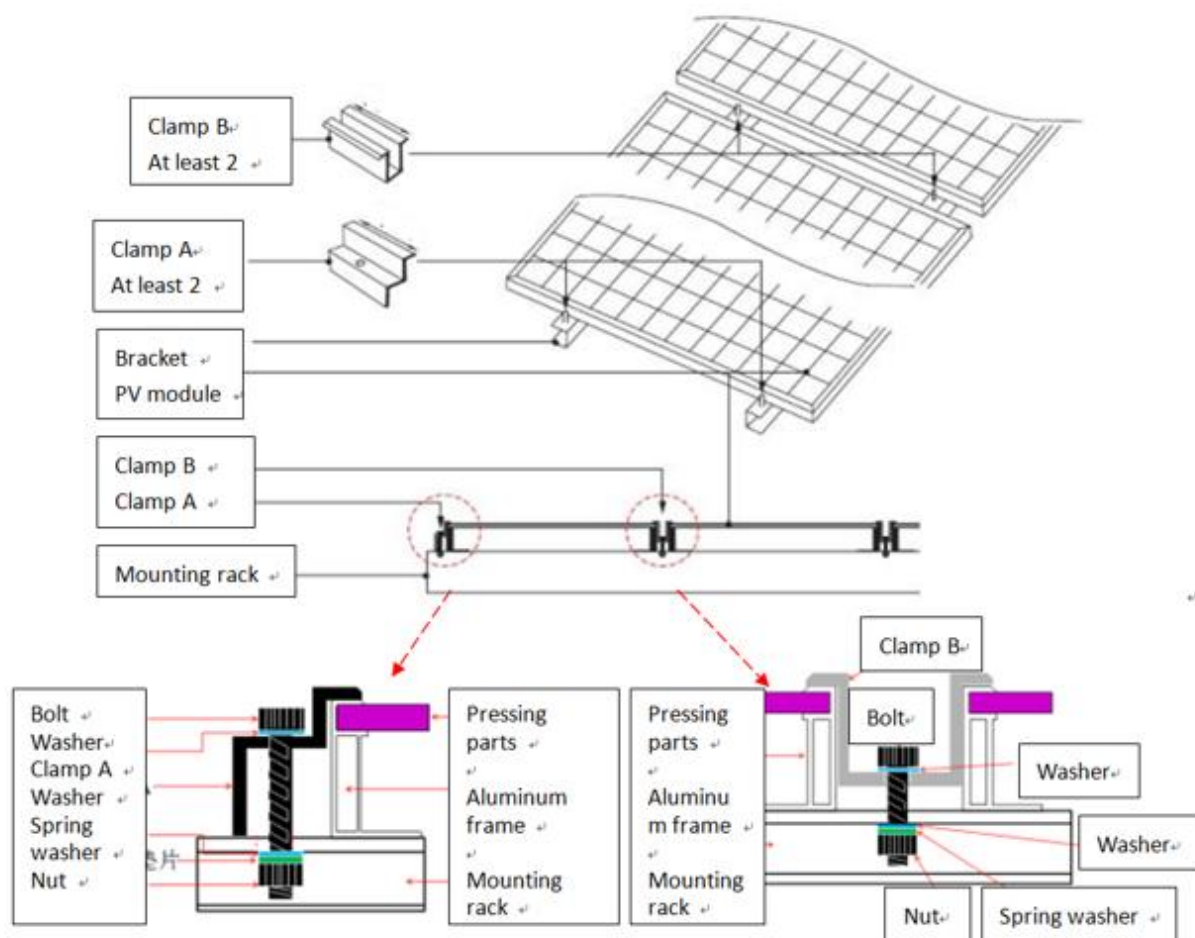 Clamp B
At least 2
Clamp A
At least 2
Bracket
PV module
Clamp B
Clamp A
Mounting rack
Bolt
Washer
Clamp A
Washer
Spring
washer
Nut
垫片
Pressing
parts
Aluminum
frame
Mounting
rack
Pressing
parts
Aluminu
m frame
Mounting
rack
Clamp B
Bolt
Washer
Washer
Nut
Spring washer